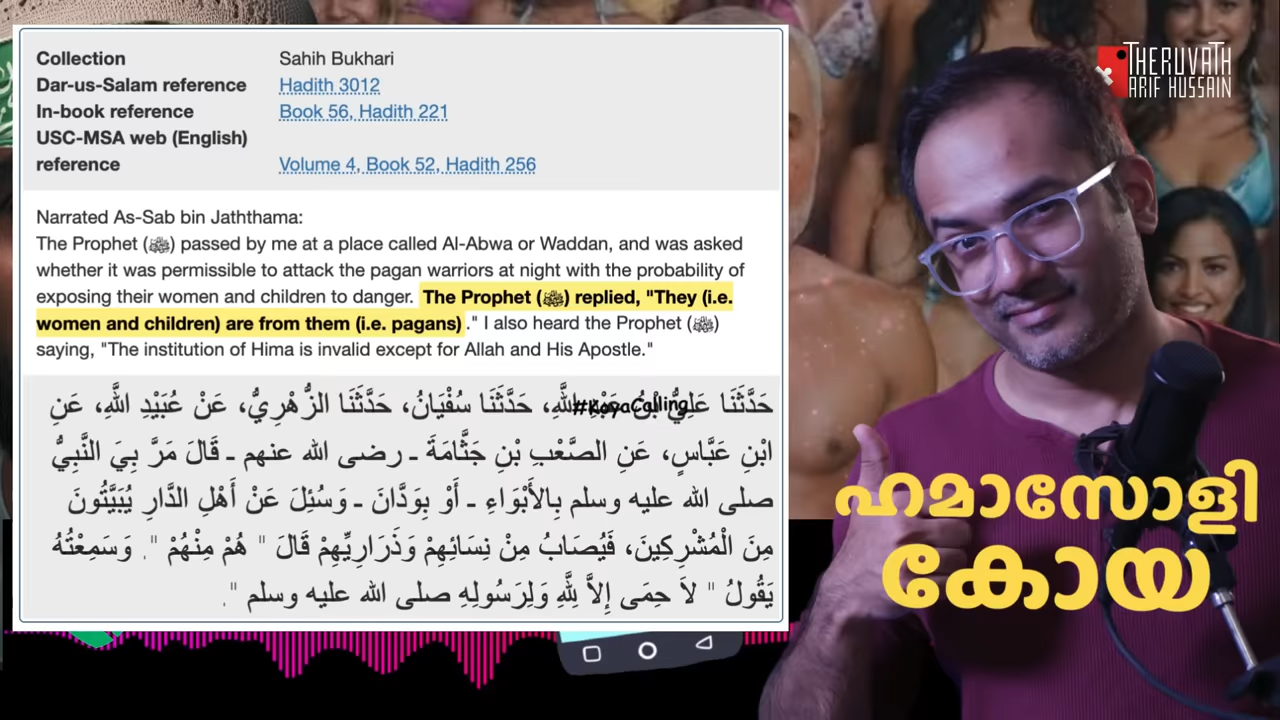 Collection Sahih Bukhari
Dar-us-Salam reference Hadith 3012
In-book reference Book 56, Hadith 221
USC-MSA web (English)
reference Volume 4, Book 52, Hadith 256
Narrated As-Sab bin Jaththama:
The Prophet (ﷺ) passed by me at a place called Al-Abwa or Waddan, and was asked
whether it was permissible to attack the pagan warriors at night with the probability of
exposing their women and children to danger. The Prophet (ﷺ) replied, "They (i.e.
women and children) are from them (i.e. pagans)." I also heard the Prophet (ﷺ)
saying, "The institution of Hima is invalid except for Allah and His Apostle."
حَدَّثَنَا عَلِيُّ بْنُ عَبْدِ اللَّهِ، حَدَّثَنَا سُفْيَانُ، حَدَّثَنَا الزُّهْرِيُّ، عَنْ عُبَيْدِ اللَّهِ، عَنِ
#KoyaCalling
ابْنِ عَبَّاسٍ، عَنِ الصَّعْبِ بْنِ جَثَّامَةَ ـ رضى الله عنهم ـ قَالَ مَرَّ بِيَ النَّبِيُّ
صلى الله عليه وسلم بِالأَبْوَاءِ ـ أَوْ بِوَدَّانَ ـ وَسُئِلَ عَنْ أَهْلِ الدَّارِ يُبَيَّتُونَ
مِنَ الْمُشْرِكِينَ، فَيُصَابُ مِنْ نِسَائِهِمْ وَذَرَارِيِّهِمْ قَالَ ‏"‏ هُمْ مِنْهُمْ ‏"‏‏.‏ وَسَمِعْتُهُ
يَقُولُ ‏"‏ لاَ حِمَى إِلاَّ لِلَّهِ وَلِرَسُولِهِ صلى الله عليه وسلم ‏"‏‏.‏
THERUVATH
ARIF HUSSAIN
ഹമാസോളി
കോയ